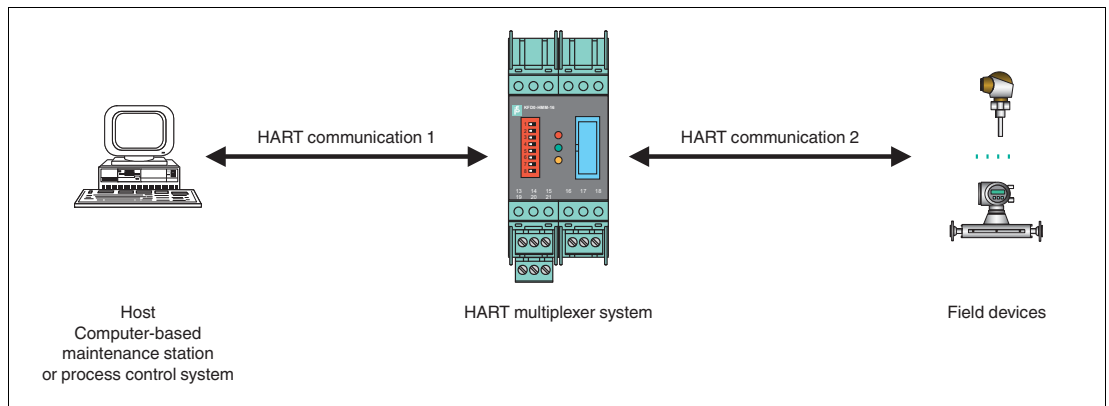 HART communication 1
HART communication 2
13 14 15 16 17 18
19 20 21
Host
Computer-based
maintenance station
or process control system
HART multiplexer system
Field devices